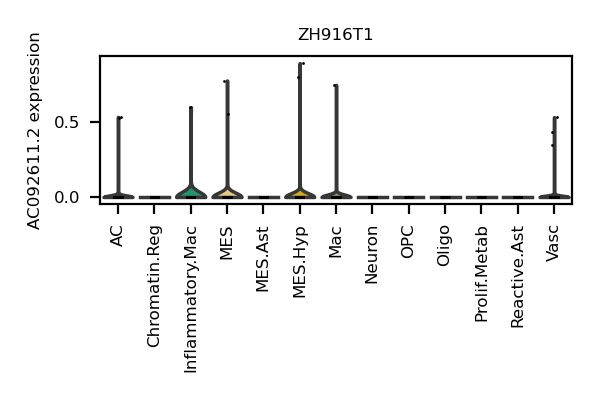 ZH916T1
AC092611.2 expression
0.5
0.0
AC
Chromatin.Reg
Inflammatory.Mac
MES
MES.Ast
MES.Hyp
Mac
Neuron
OPC
Oligo
Prolif.Metab
Reactive.Ast
Vasc